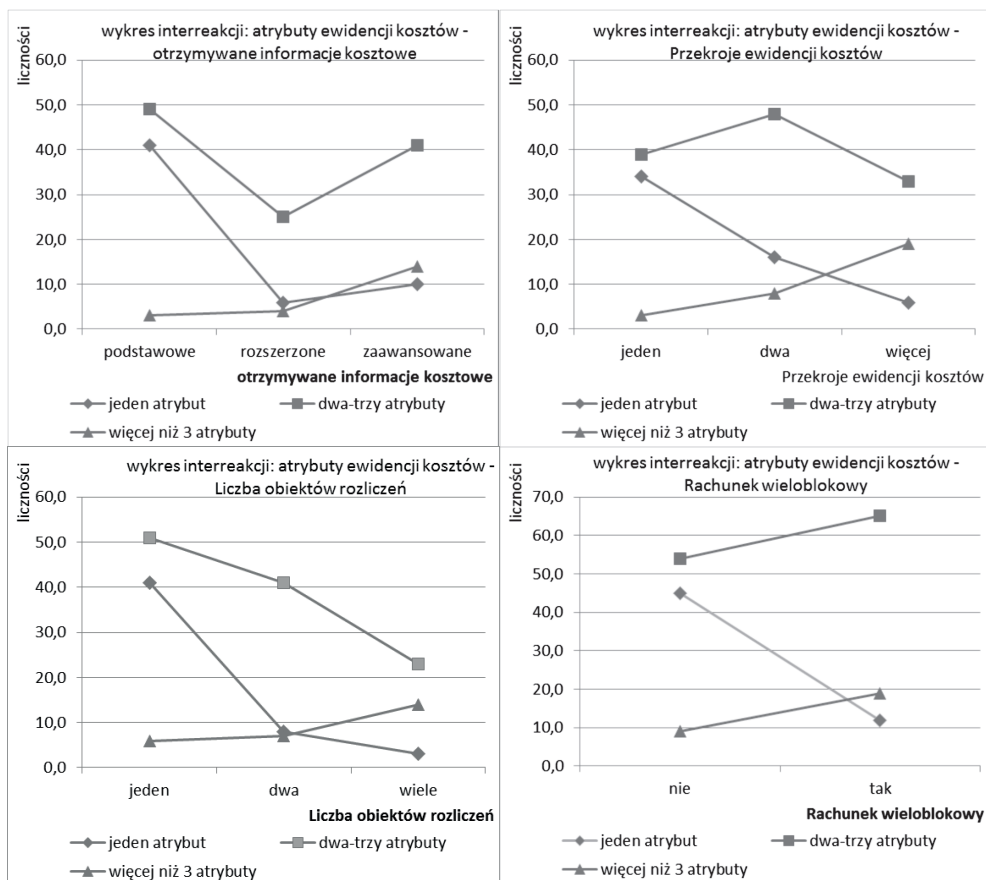 wykres interreakcji: atrybuty ewidencji kosztów -
otrzymywane informacje kosztowe
liczności
60,0
50,0
40,0
30,0
20,0
10,0
0,0
podstawowe rozszerzone zaawansowane
otrzymywane informacje kosztowe
jeden atrybut dwa-trzy atrybuty
więcej niż 3 atrybuty
wykres interreakcji: atrybuty ewidencji kosztów -
Przekroje ewidencji kosztów
liczności
60,0
50,0
40,0
30,0
20,0
10,0
0,0
jeden dwa więcej
Przekroje ewidencji kosztów
jeden atrybut dwa-trzy atrybuty
więcej niż 3 atrybuty
wykres interreakcji: atrybuty ewidencji kosztów -
Liczba obiektów rozliczeń
liczności
60,0
50,0
40,0
30,0
20,0
10,0
0,0
jeden dwa wiele
Liczba obiektów rozliczeń
jeden atrybut dwa-trzy atrybuty
więcej niż 3 atrybuty
wykres interreakcji: atrybuty ewidencji kosztów -
Rachunek wieloblokowy
liczności
70,0
60,0
50,0
40,0
30,0
20,0
10,0
0,0
nie tak
Rachunek wieloblokowy
jeden atrybut dwa-trzy atrybuty
więcej niż 3 atrybuty